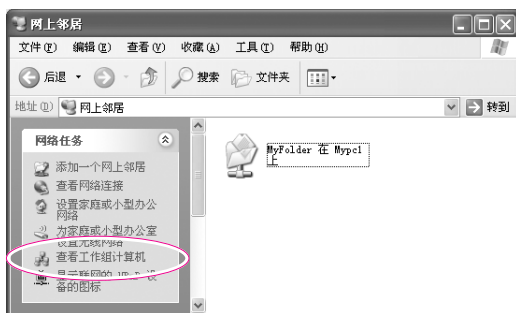 网上邻居
文件(F) 编辑(E) 查看(V) 收藏(A) 工具(T) 帮助(H)
后退 搜索 文件夹
地址(D) 网上邻居 转到
网络任务
添加一个网上邻居
查看网络连接
设置家庭或小型办公
网络
为家庭或小型办公室
设置无线网络
查看工作组计算机
显示联网的 UPnP 设
备的图标
MyFolder 在 Mypc1
上